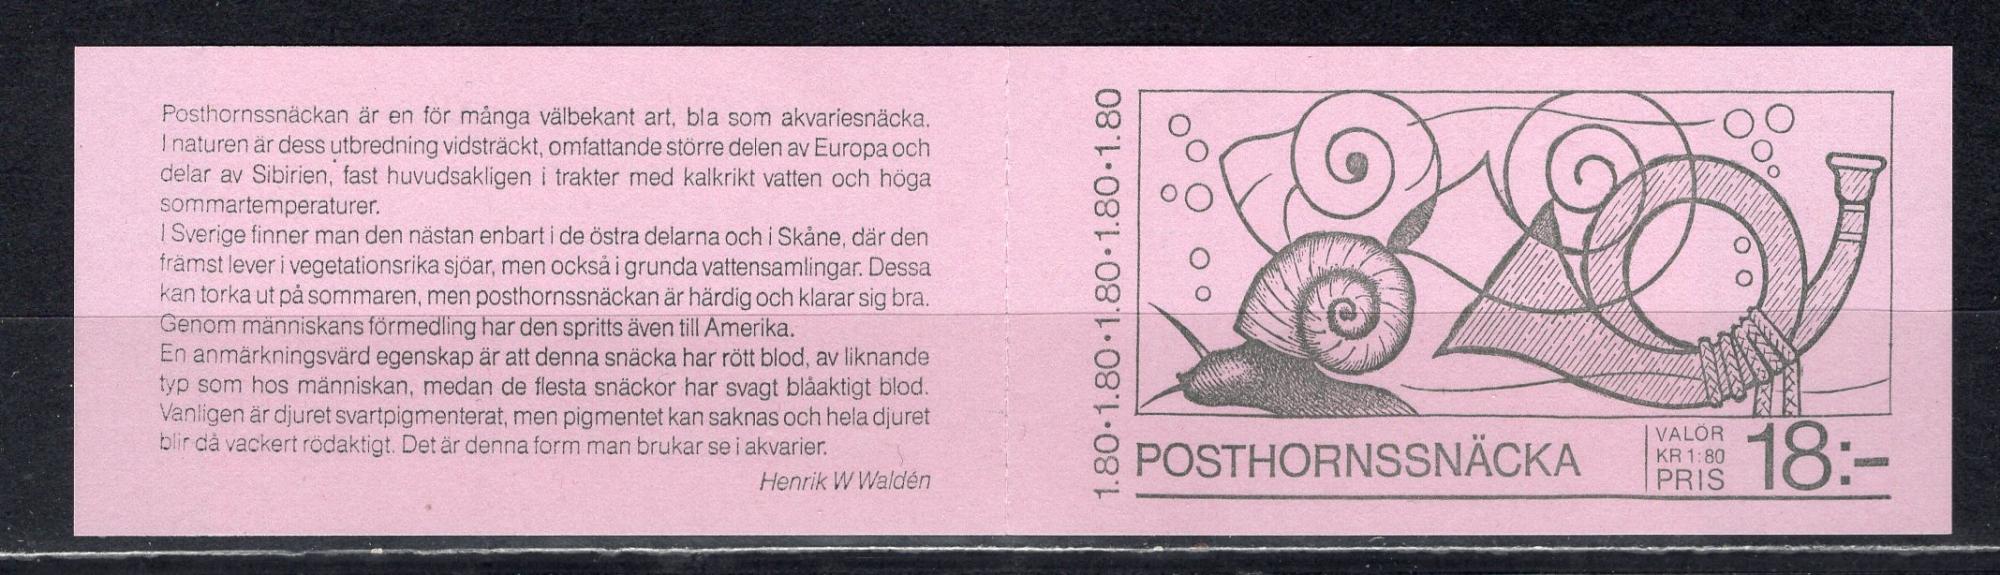 Posthornssnäckan är en för många välbekant art, bla som akvariesnäcka.
I naturen är dess utbredning vidsträckt, omfattande större delen av Europa och
delar av Sibirien, fast huvudsakligen i trakter med kalkrikt vatten och höga
sommartemperaturer.
I Sverige finner man den nästan enbart i de östra delarna och i Skåne, där den
främst lever i vegetationsrika sjöar, men också i grunda vattensamlingar. Dessa
kan torka ut på sommaren, men posthornssnäckan är härdig och klarar sig bra.
Genom människans förmedling har den spritts även till Amerika.
En anmärkningsvärd egenskap är att denna snäcka har rött blod, av liknande
typ som hos människan, medan de flesta snäckor har svagt blåaktigt blod.
Vanligen är djuret svartpigmenterat, men pigmentet kan saknas och hela djuret
blir då vackert rödaktigt. Det är denna form man brukar se i akvarier.
Henrik W Waldén
1.80•1.80•1.80•1.80•1.80
POSTHORNSSNÄCKA
VALÖR
KR 1:80
PRIS
18:-